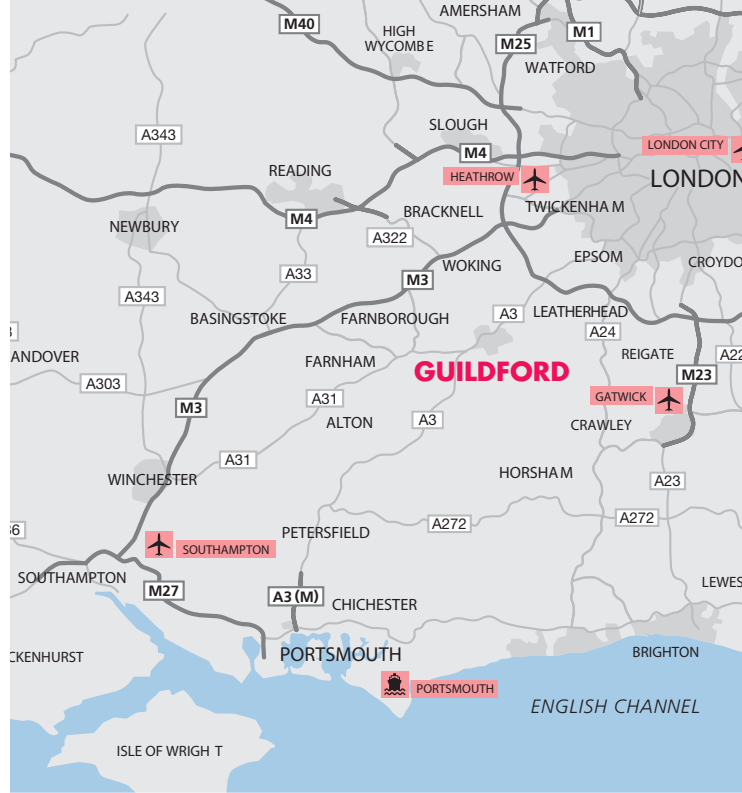 AMERSHAM
M40
HIGH
WYCOMBE
M25
M1
WATFORD
A343
SLOUGH
M4
LONDON CITY
READING
HEATHROW
LONDON
BRACKNELL
TWICKENHAM
M4
NEWBURY
A322
EPSOM
CROYDO
WOKING
A33
M3
A343
BASINGSTOKE
FARNBOROUGH
A3
LEATHERHEAD
A24
3
ANDOVER
FARNHAM
REIGATE
A22
GUILDFORD
M23
A303
A31
GATWICK
M3
ALTON
A3
CRAWLEY
A31
WINCHESTER
HORSHAM
A23
A272
A272
36
PETERSFIELD
SOUTHAMPTON
SOUTHAMPTON
M27
A3 (M)
CHICHESTER
LEWES
CKENHURST
PORTSMOUTH
BRIGHTON
PORTSMOUTH
ENGLISH CHANNEL
ISLE OF WRIGHT